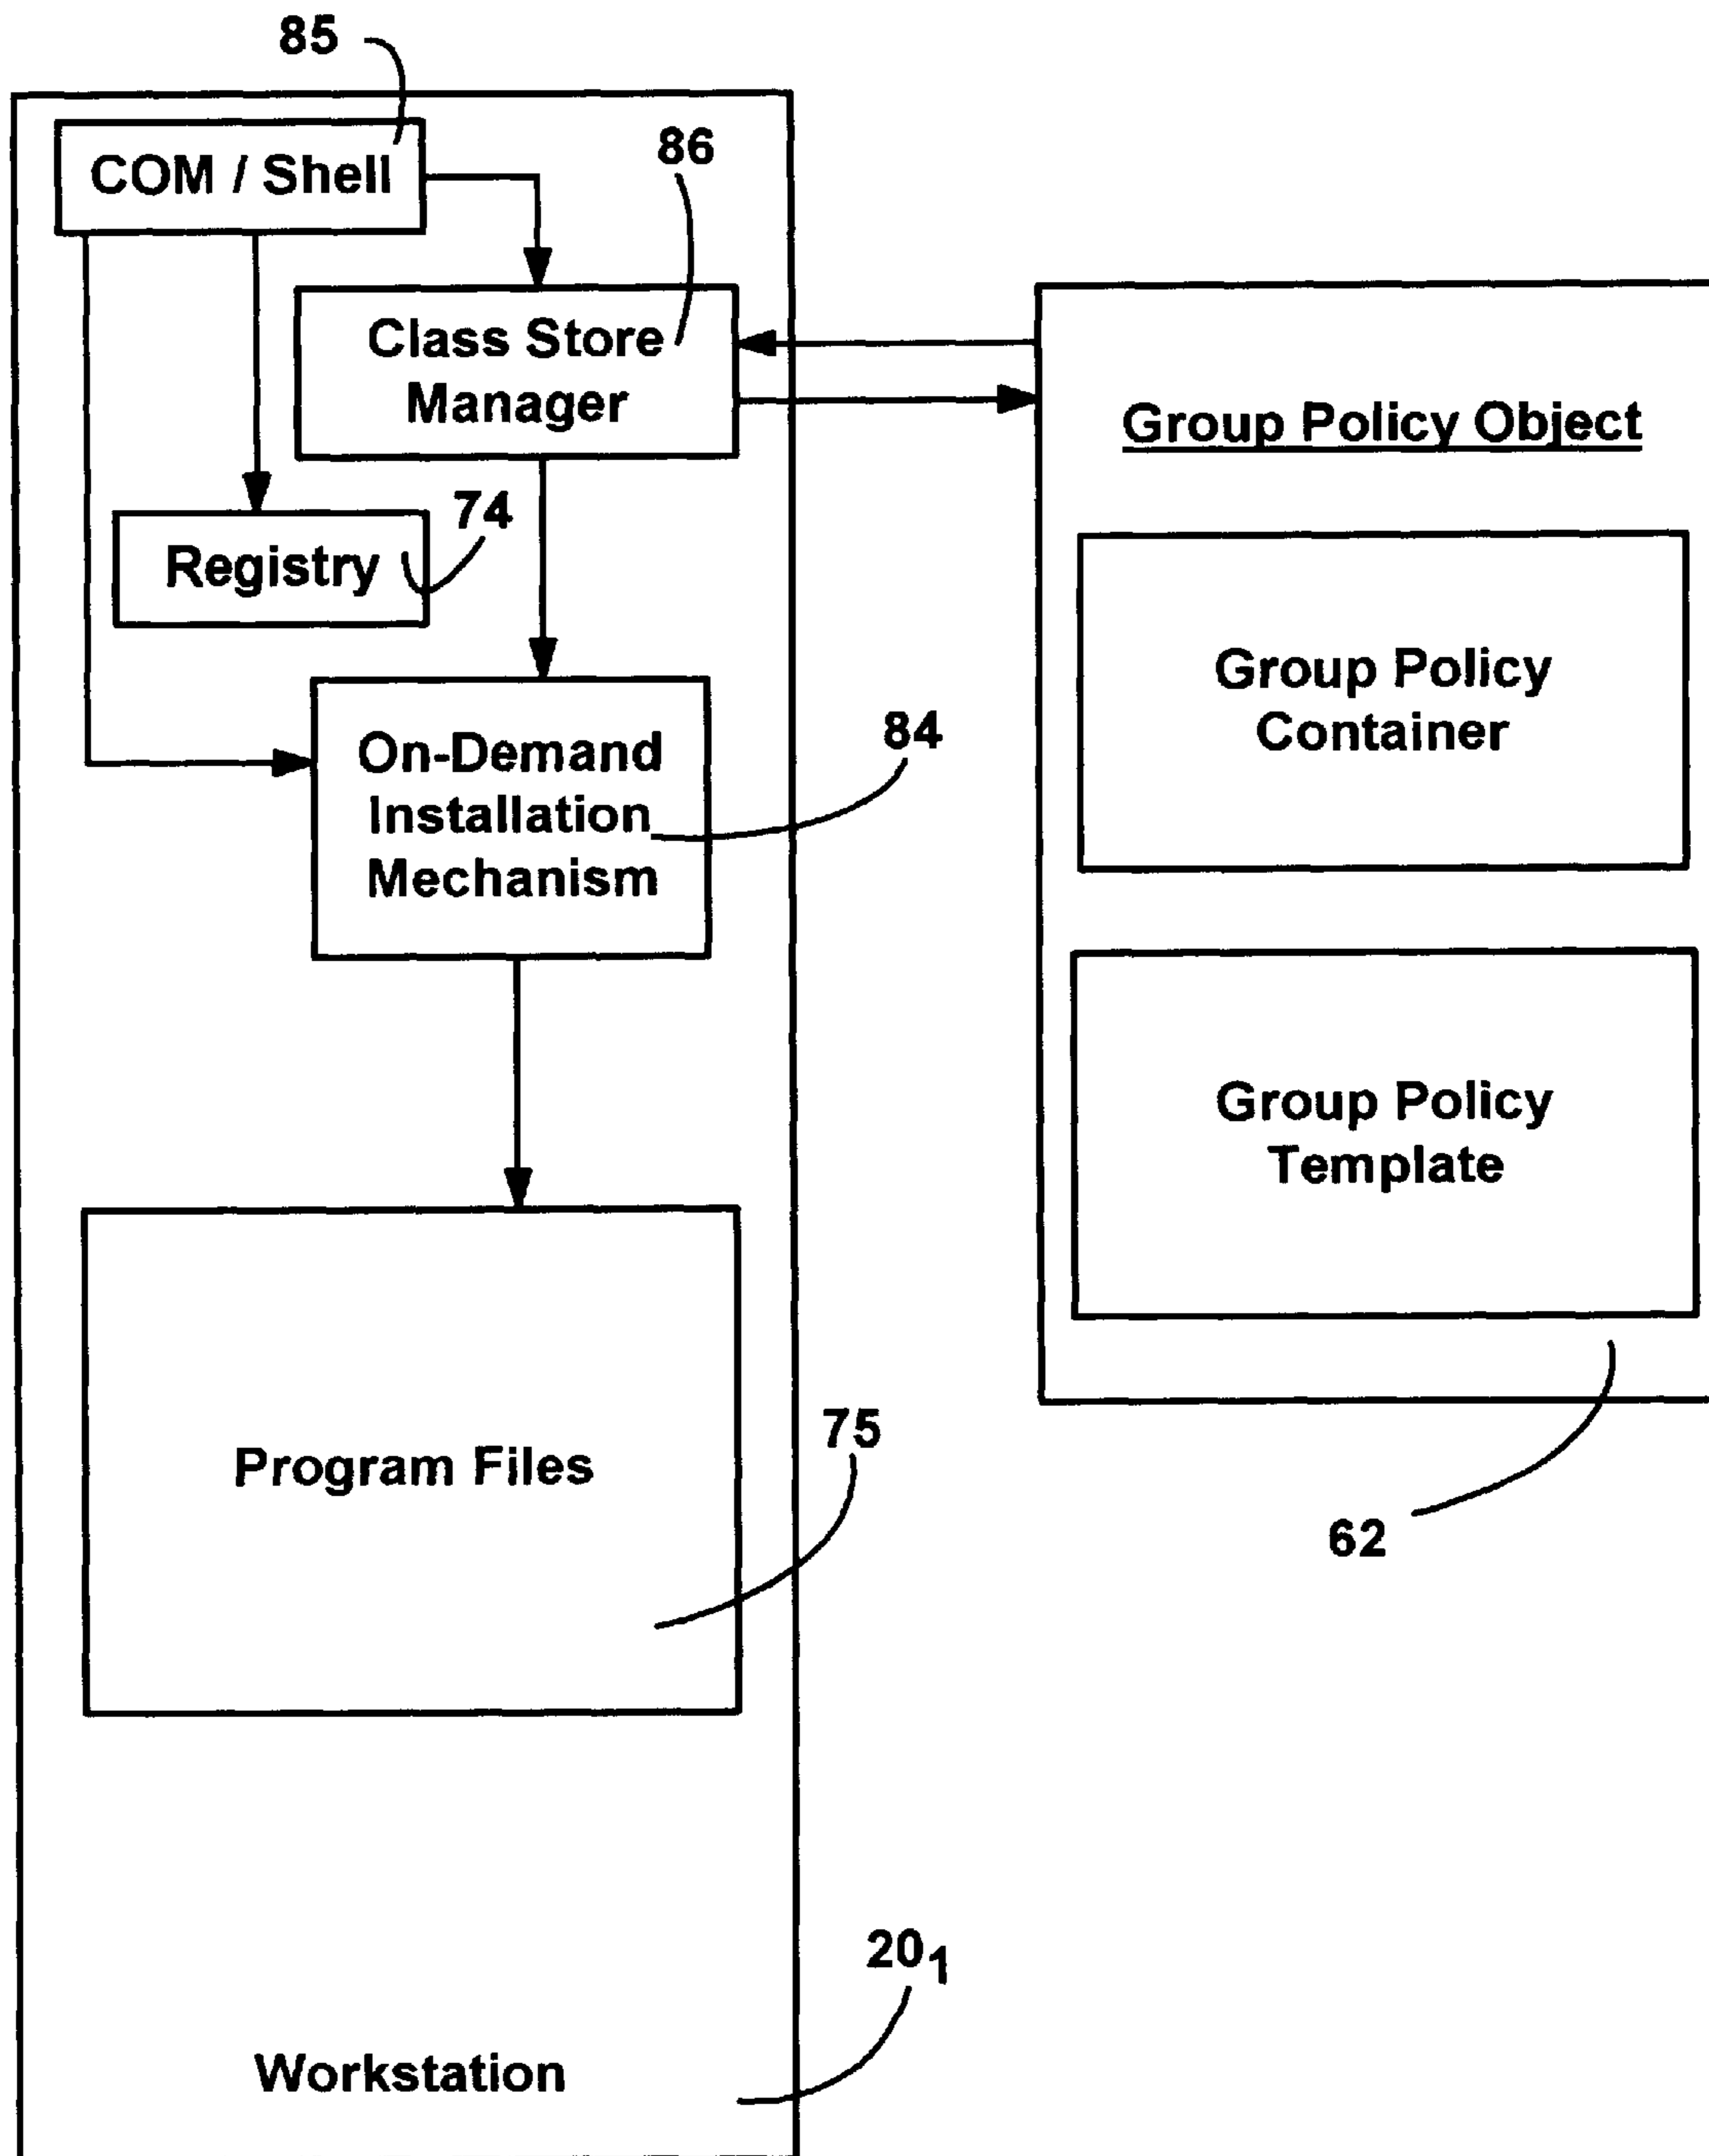 85
COM / Shell
86
Class Store
Manager
Group Policy Object
74
Registry
Group Policy
Container
84
On-Demand
Installation
Mechanism
Group Policy
Template
75
Program Files
62
20₁
Workstation